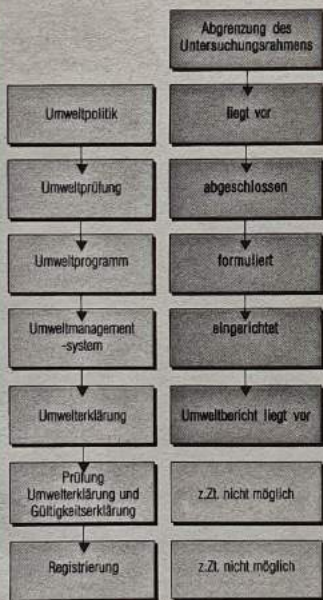 Abgrenzung des
Untersuchungsrahmens
Umweltpolitik
liegt vor
Umweltprüfung
abgeschlossen
Umweltprogramm
formuliert
Umweltmanagement
-system
eingerichtet
Umwelterklärung
Umweltbericht liegt vor
Prüfung
Umwelterklärung und
Gültigkeitserklärung
z.Zt. nicht möglich
Registrierung
z.Zt. nicht möglich